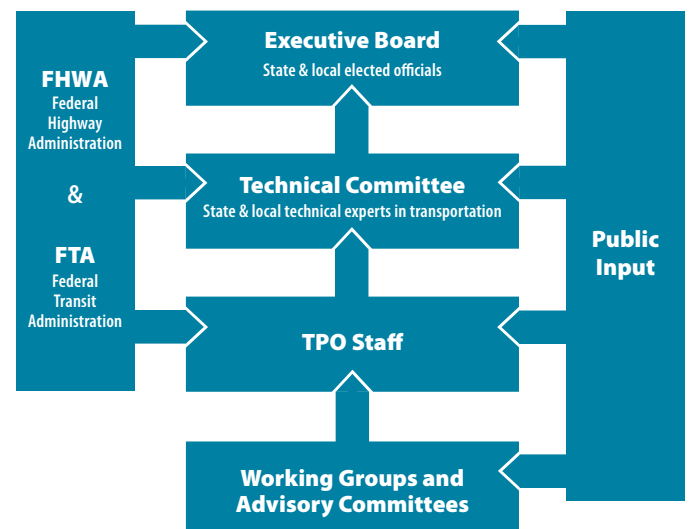 FHWA
Federal
Highway
Administration
&
FTA
Federal
Transit
Administration
Executive Board
State & local elected officials
Technical Committee
State & local technical experts in transportation
TPO Staff
Working Groups and
Advisory Committees
Public
Input